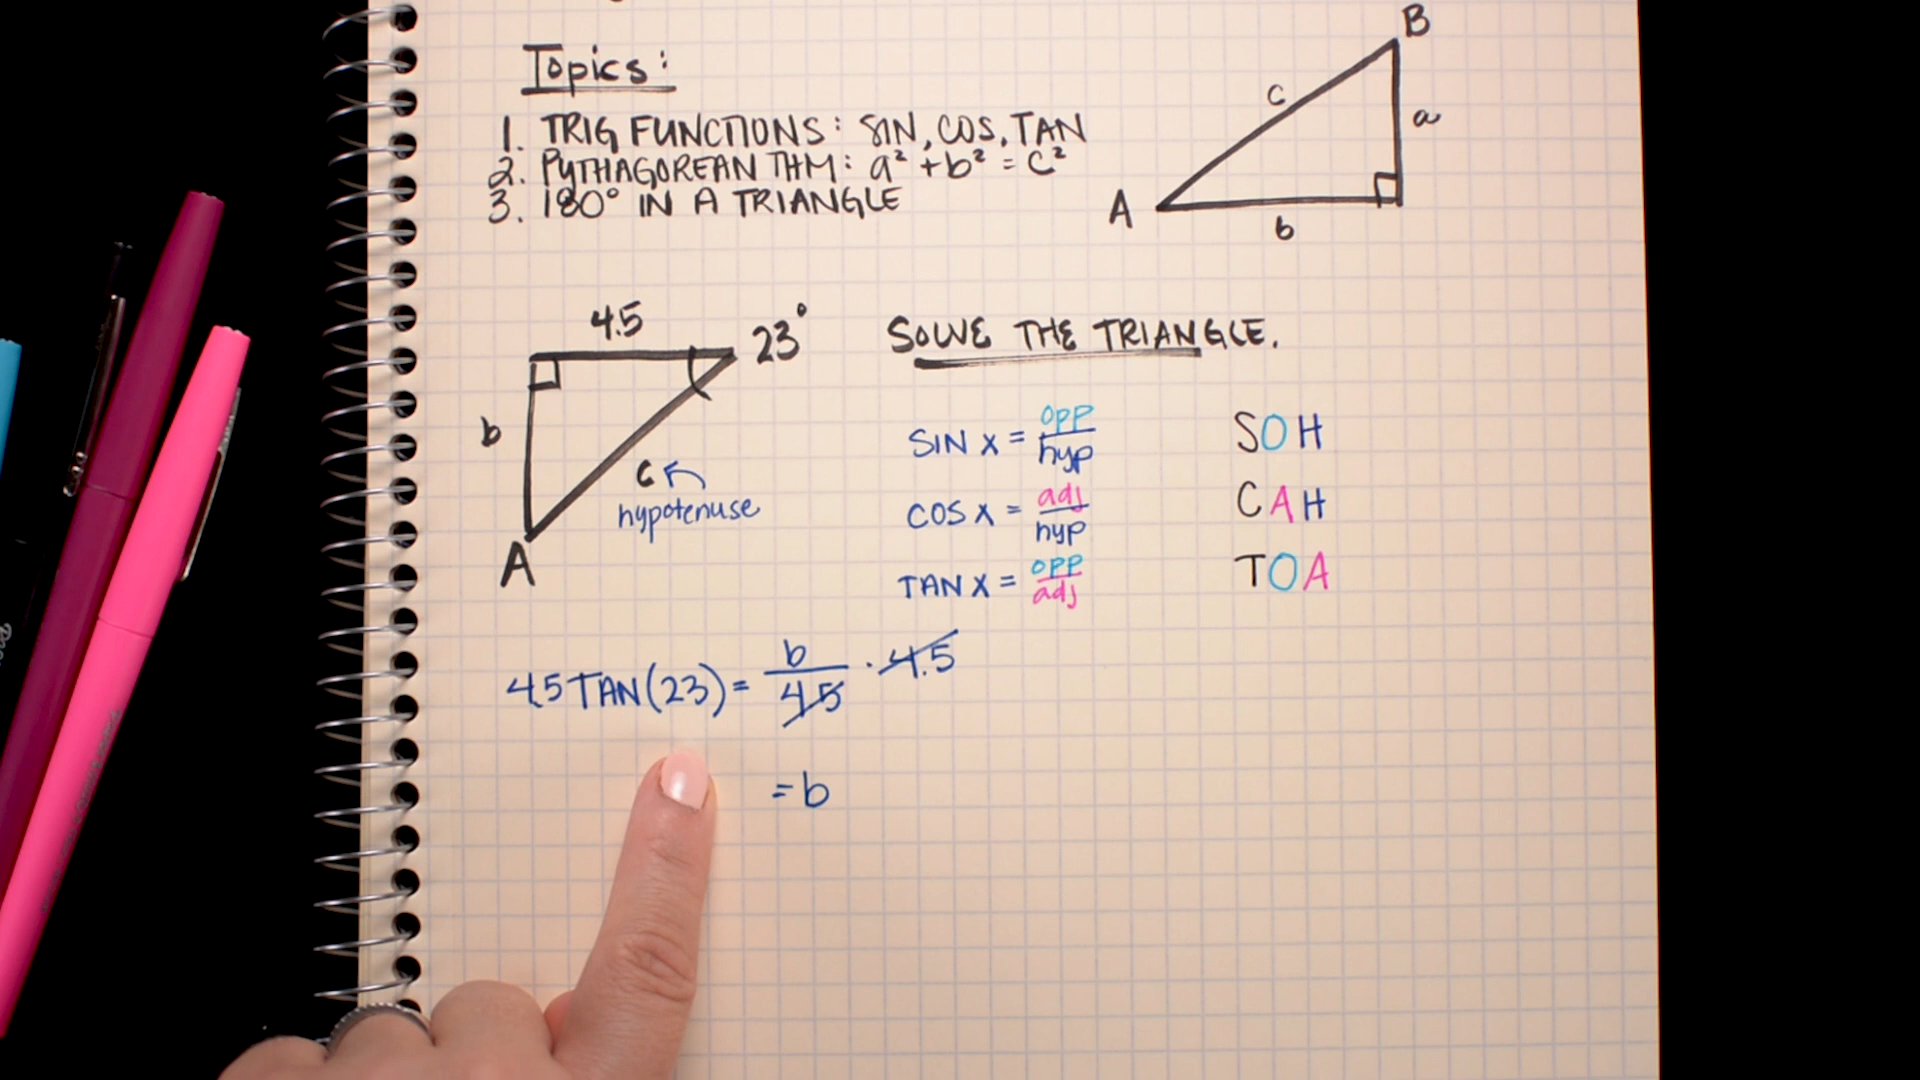 Topics:
1. TRIG FUNCTIONS: SIN, COS, TAN
2. PYTHAGOREAN THM: a² + b² = c²
3. 180° IN A TRIANGLE
B
c
a
A
b
4.5
23°
b
c
hypotenuse
A
SOLVE THE TRIANGLE.
SIN X = opp/hyp
SOH
COS X = adj/hyp
CAH
TAN X = opp/adj
TOA
4.5 TAN(23) = b/4.5 · 4.5
= b